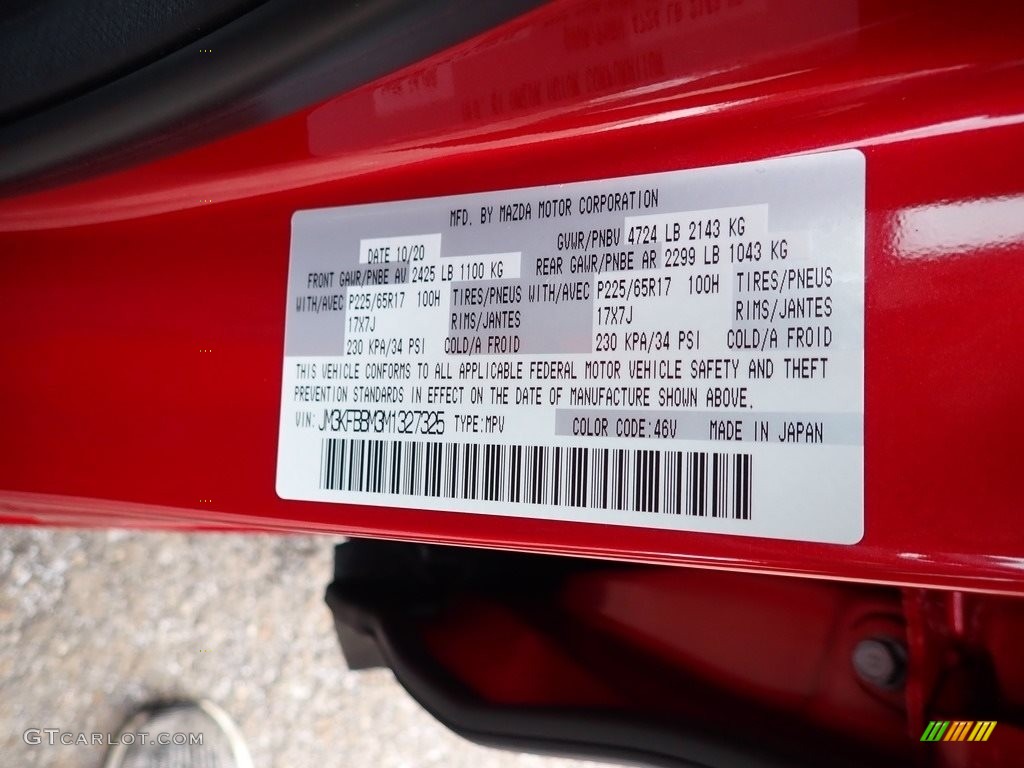 MFD. BY MAZDA MOTOR CORPORATION
DATE 10/20 GVWR/PNBV 4724 LB 2143 KG
FRONT GAWR/PNBE AV 2425 LB 1100 KG REAR GAWR/PNBE AR 2299 LB 1043 KG
WITH/AVEC P225/65R17 100H TIRES/PNEUS WITH/AVEC P225/65R17 100H TIRES/PNEUS
17X7J RIMS/JANTES 17X7J RIMS/JANTES
230 KPA/34 PSI COLD/A FROID 230 KPA/34 PSI COLD/A FROID
THIS VEHICLE CONFORMS TO ALL APPLICABLE FEDERAL MOTOR VEHICLE SAFETY AND THEFT
PREVENTION STANDARDS IN EFFECT ON THE DATE OF MANUFACTURE SHOWN ABOVE.
VIN: JM3KFBBM3M1327325 TYPE:MPV COLOR CODE:46V MADE IN JAPAN
GTCARLOT.COM